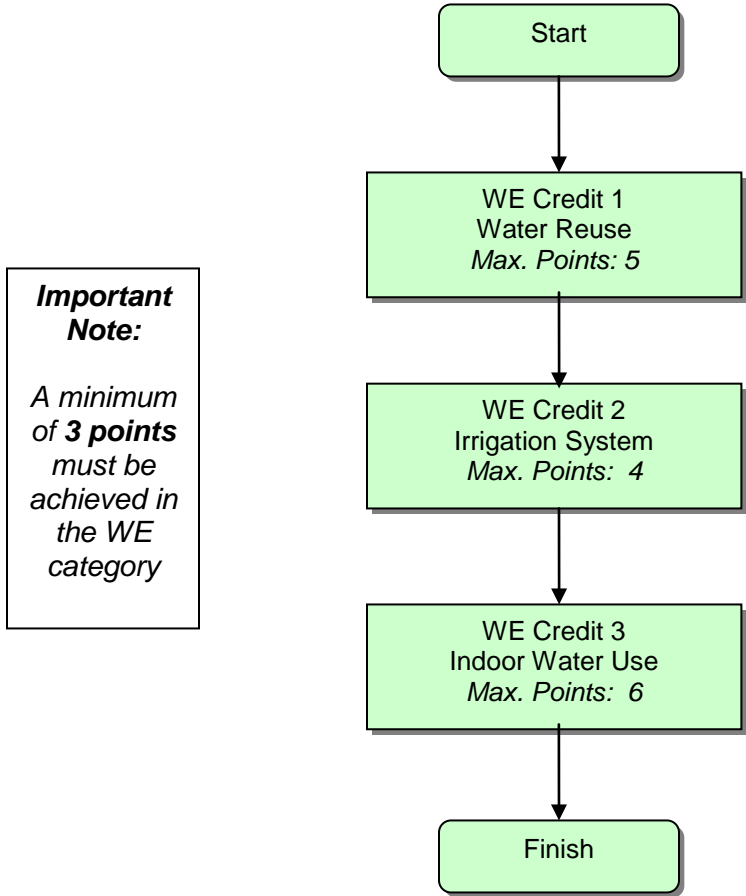 Start
WE Credit 1
Water Reuse
Max. Points: 5
Important
Note:
A minimum
of 3 points
must be
achieved in
the WE
category
WE Credit 2
Irrigation System
Max. Points:  4
WE Credit 3
Indoor Water Use
Max. Points:  6
Finish